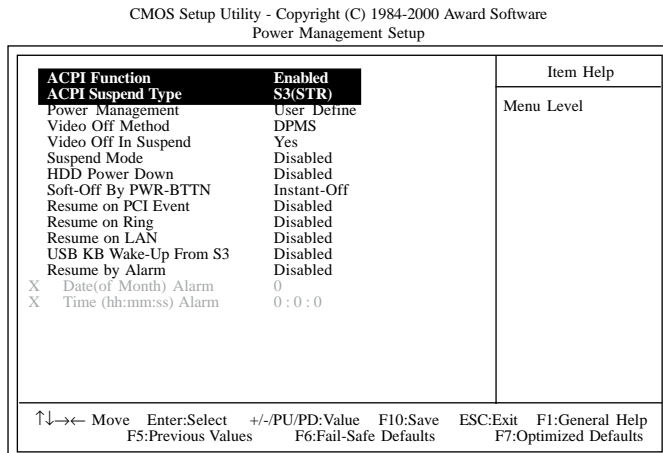 CMOS Setup Utility - Copyright (C) 1984-2000 Award Software
Power Management Setup
ACPI Function Enabled
ACPI Suspend Type S3(STR)
Power Management User Define
Video Off Method DPMS
Video Off In Suspend Yes
Suspend Mode Disabled
HDD Power Down Disabled
Soft-Off By PWR-BTTN Instant-Off
Resume on PCI Event Disabled
Resume on Ring Disabled
Resume on LAN Disabled
USB KB Wake-Up From S3 Disabled
Resume by Alarm Disabled
X Date(of Month) Alarm 0
X Time (hh:mm:ss) Alarm 0 : 0 : 0
Item Help
Menu Level
↑↓→← Move Enter:Select +/-/PU/PD:Value F10:Save ESC:Exit F1:General Help
F5:Previous Values F6:Fail-Safe Defaults F7:Optimized Defaults